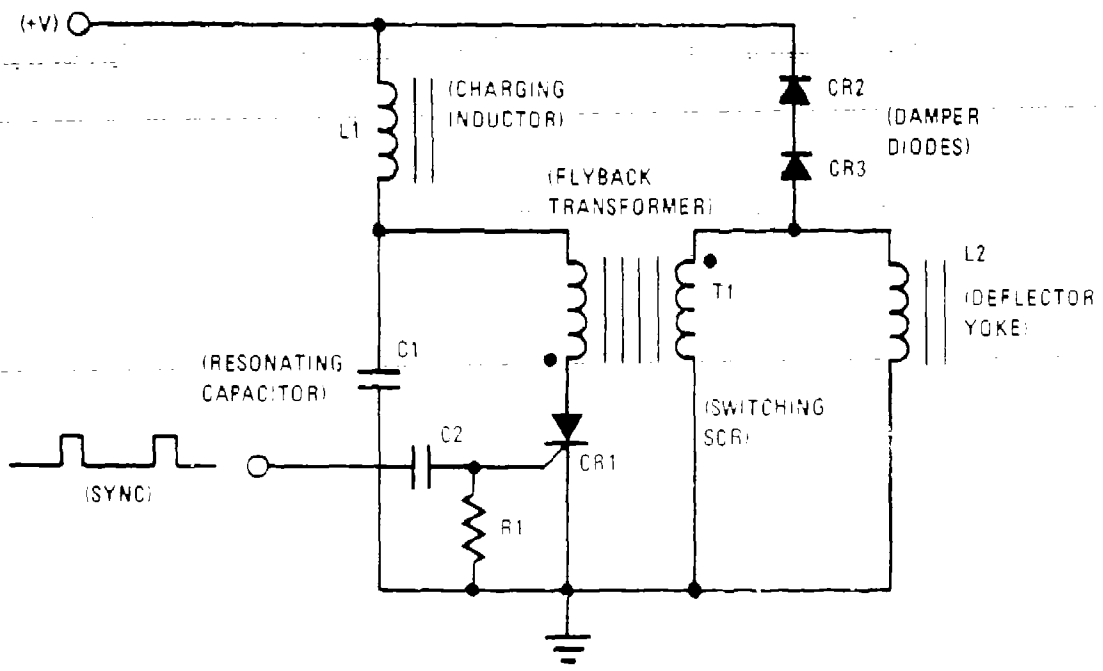 (+V)
(CHARGING
INDUCTOR)
L1
CR2
(DAMPER
DIODES)
CR3
(FLYBACK
TRANSFORMER)
T1
L2
(DEFLECTOR
YOKE)
C1
(RESONATING
CAPACITOR)
(SWITCHING
SCR)
C2
CR1
(SYNC)
R1